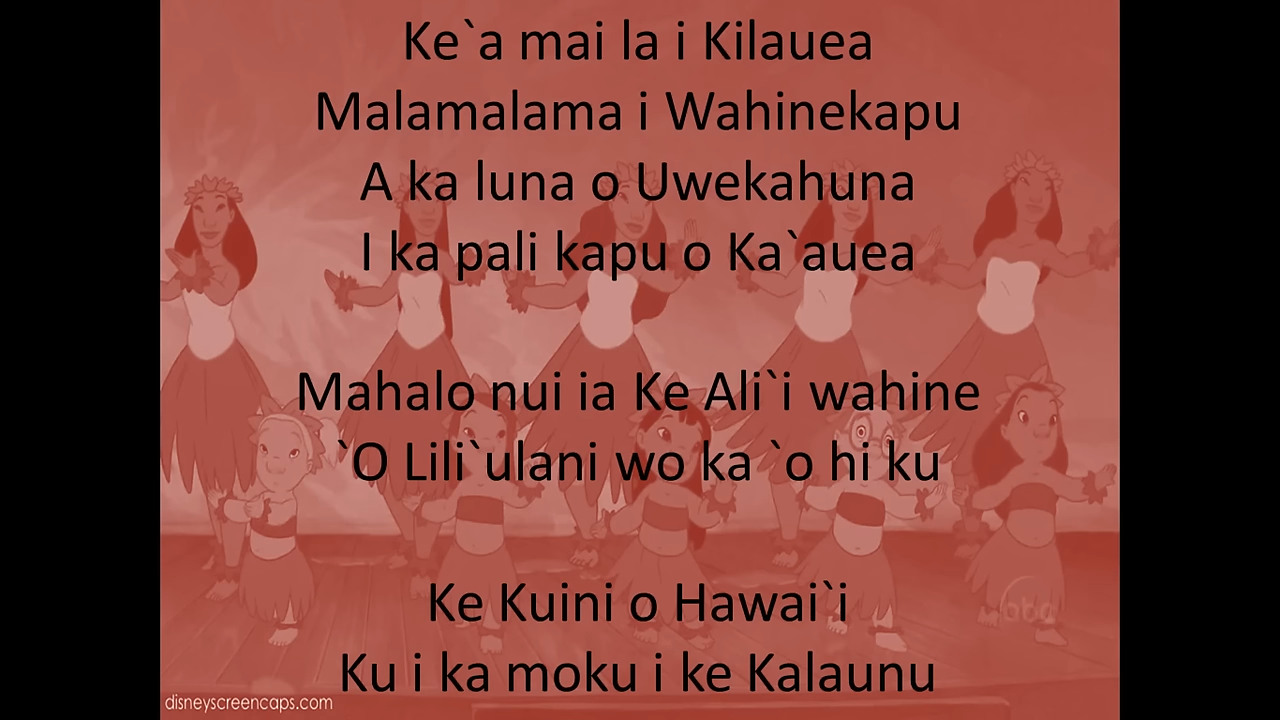 Ke`a mai la i Kilauea
Malamalama i Wahinekapu
A ka luna o Uwekahuna
I ka pali kapu o Ka`auea
Mahalo nui ia Ke Ali`i wahine
`O Lili`ulani wo ka `o hi ku
Ke Kuini o Hawai`i
Ku i ka moku i ke Kalaunu
abc
disneyscreencaps.com